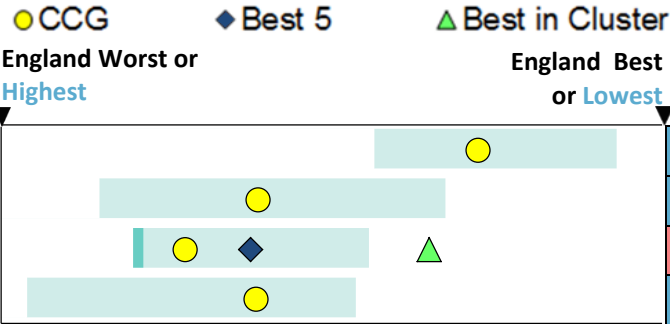 CCG Best 5 Best in Cluster
England Worst or England Best
Highest or Lowest